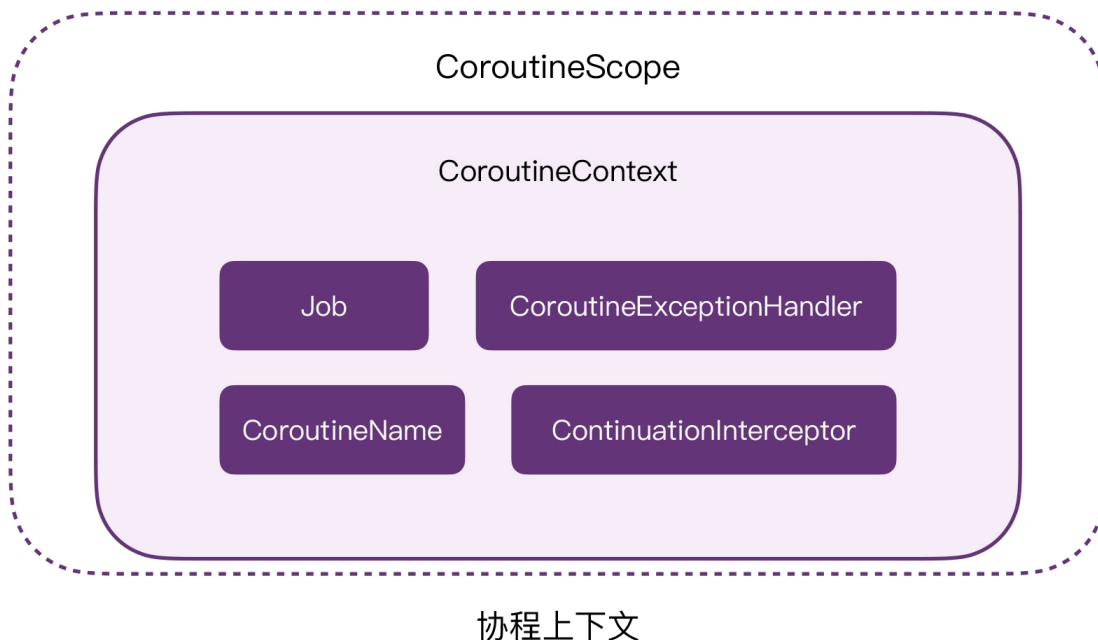 CoroutineScope
CoroutineContext
Job
CoroutineExceptionHandler
CoroutineName
ContinuationInterceptor
协程上下文